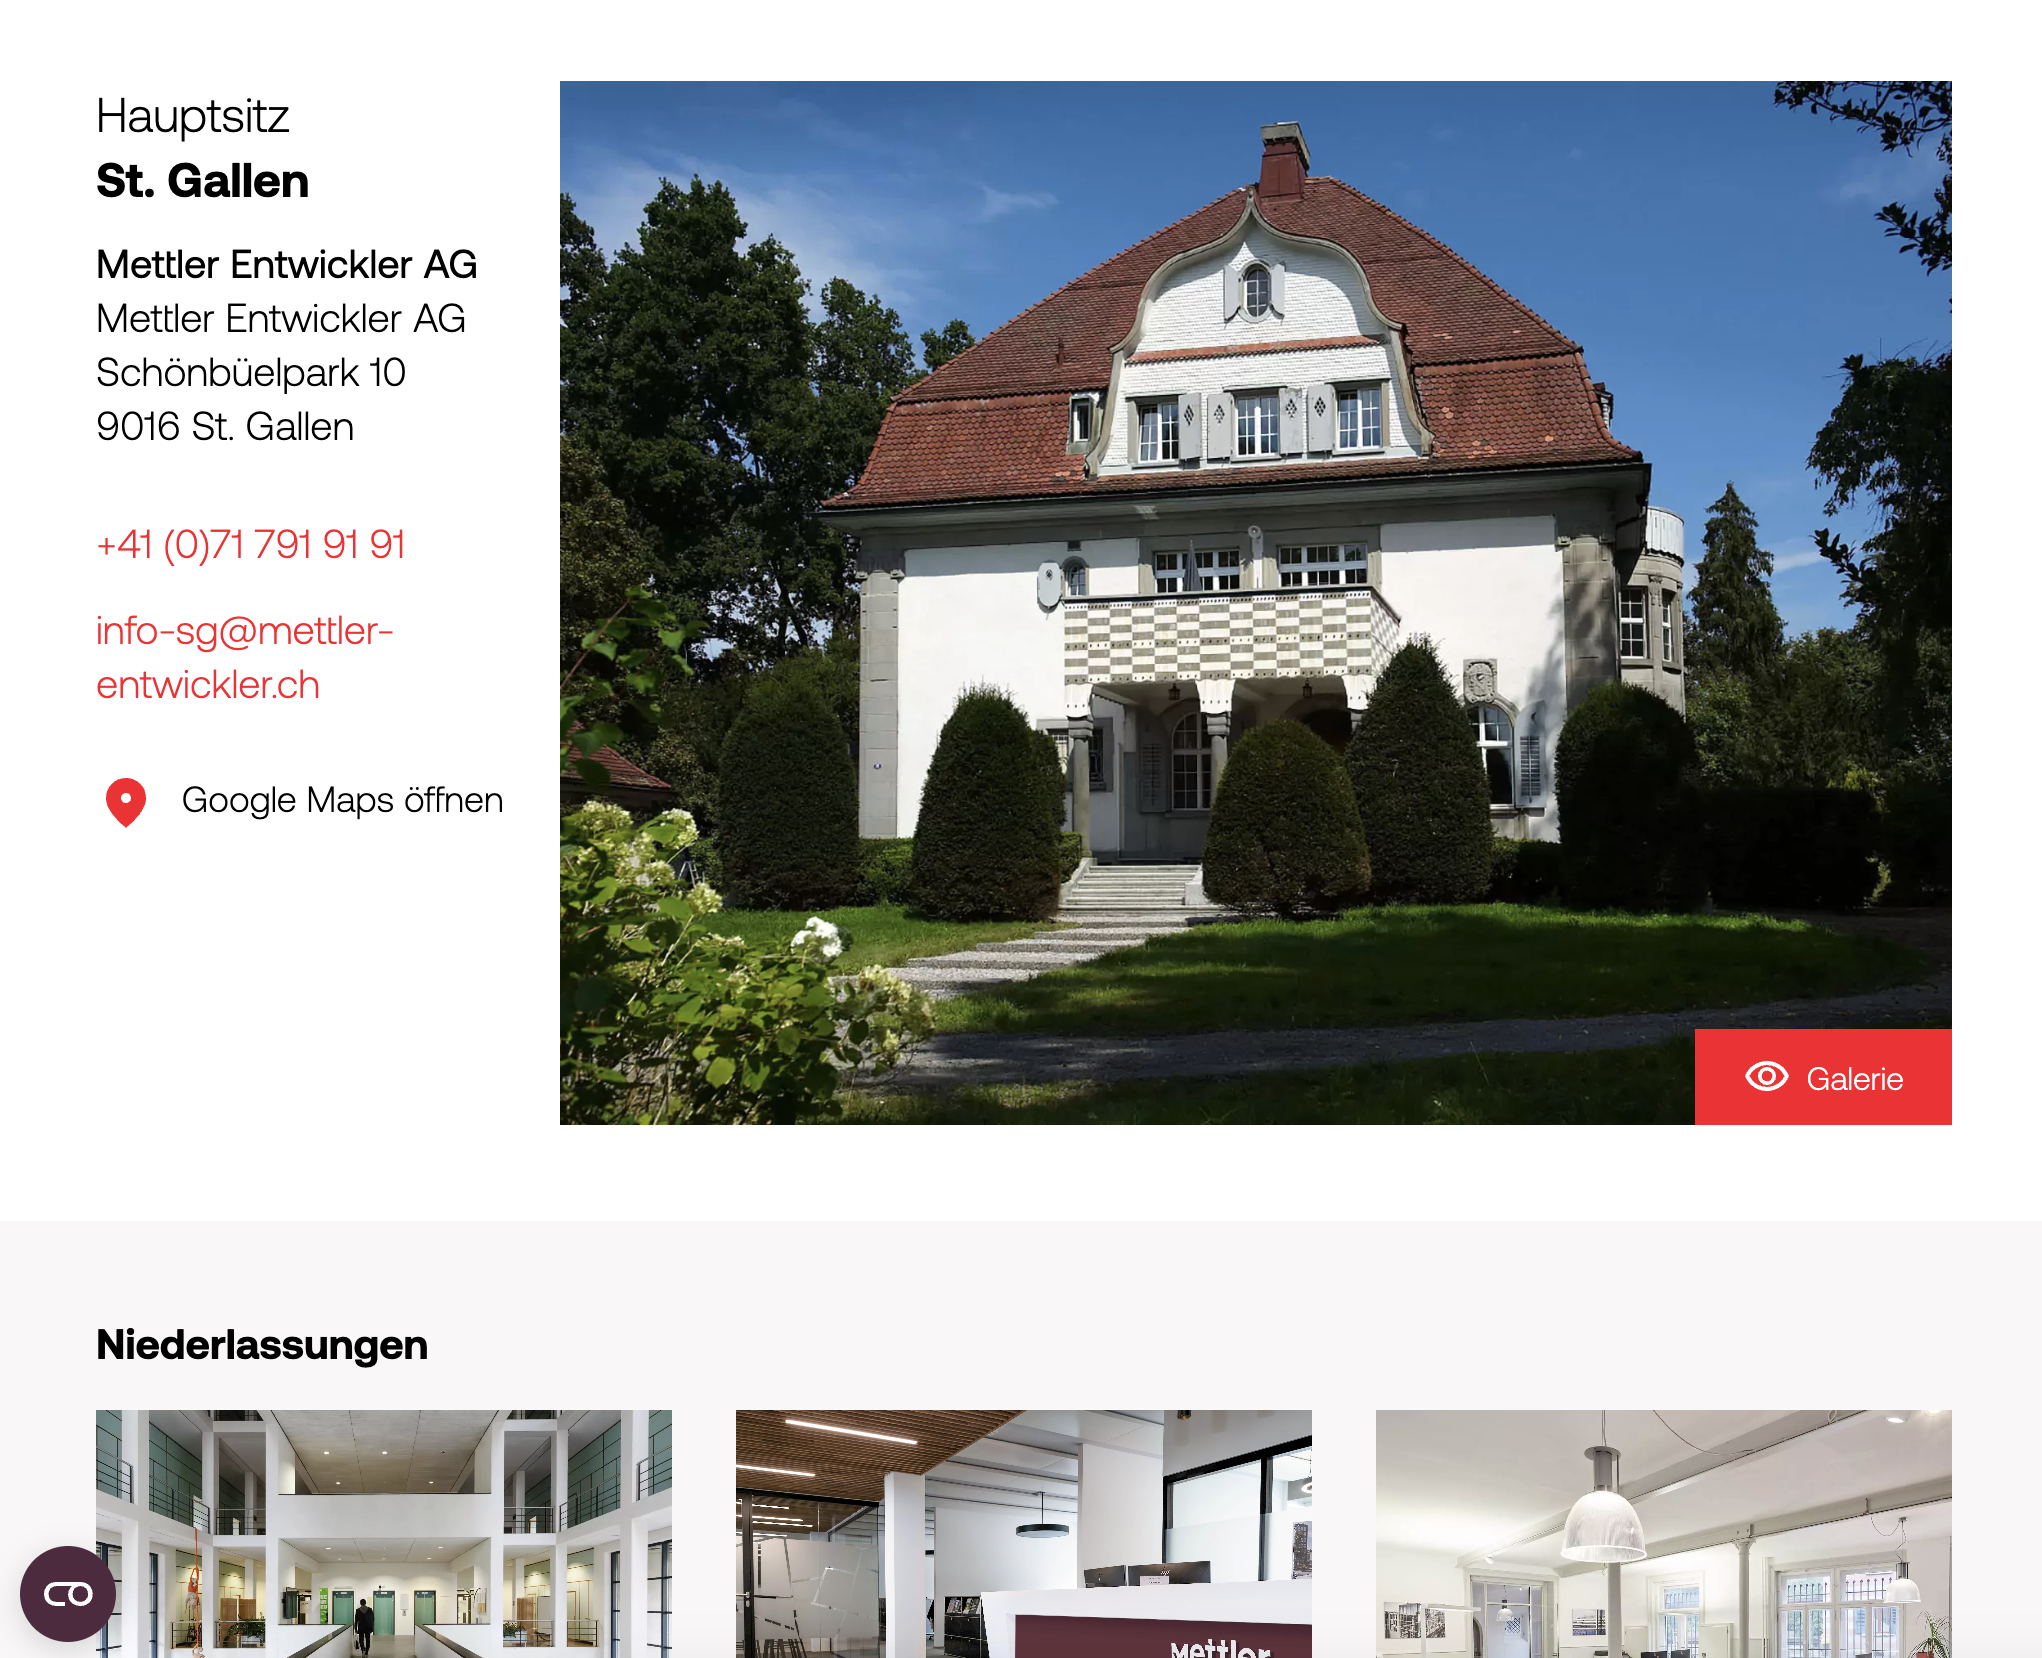 Hauptsitz
St. Gallen
Mettler Entwickler AG
Mettler Entwickler AG
Schönbüelpark 10
9016 St. Gallen
+41 (0)71 791 91 91
info-sg@mettler-
entwickler.ch
Google Maps öffnen
Galerie
Niederlassungen
Mettler